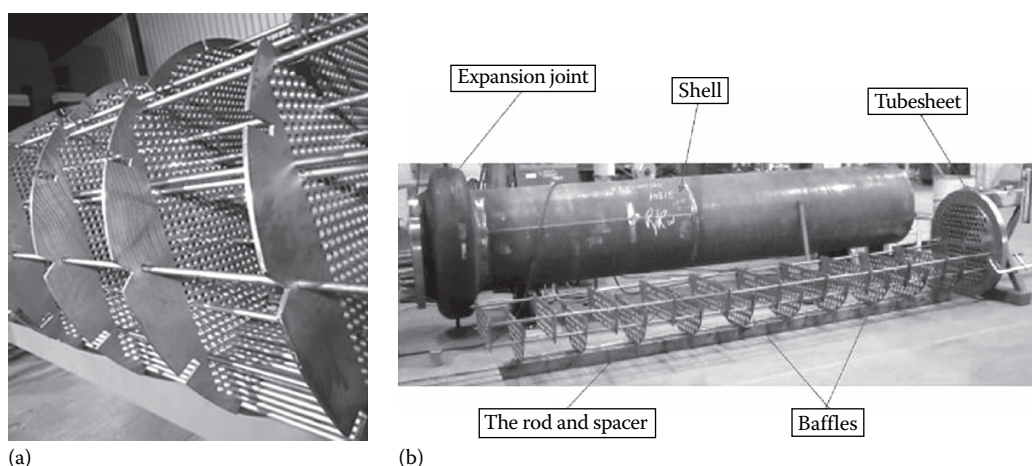 Expansion joint
Shell
Tubesheet
The rod and spacer
Baffles
(a)
(b)